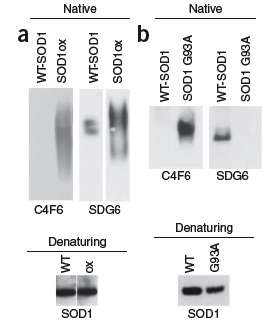 Native
a
WT-SOD1
SOD1ox
WT-SOD1
SOD1ox
C4F6
SDG6
Denaturing
WT
ox
SOD1
Native
b
WT-SOD1
SOD1 G93A
WT-SOD1
SOD1 G93A
C4F6
SDG6
Denaturing
WT
G93A
SOD1